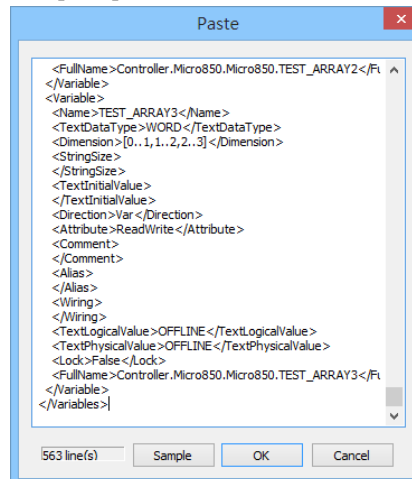 Paste
<FullName>Controller.Micro850.Micro850.TEST_ARRAY2</Fu
</Variable>
<Variable>
<Name>TEST_ARRAY3</Name>
<TextDataType>WORD</TextDataType>
<Dimension>[0..1,1..2,2..3]</Dimension>
<StringSize>
</StringSize>
<TextInitialValue>
</TextInitialValue>
<Direction>Var</Direction>
<Attribute>ReadWrite</Attribute>
<Comment>
</Comment>
<Alias>
</Alias>
<Wiring>
</Wiring>
<TextLogicalValue>OFFLINE</TextLogicalValue>
<TextPhysicalValue>OFFLINE</TextPhysicalValue>
<Lock>False</Lock>
<FullName>Controller.Micro850.Micro850.TEST_ARRAY3</Fu
</Variable>
</Variables>
563 line(s) Sample OK Cancel